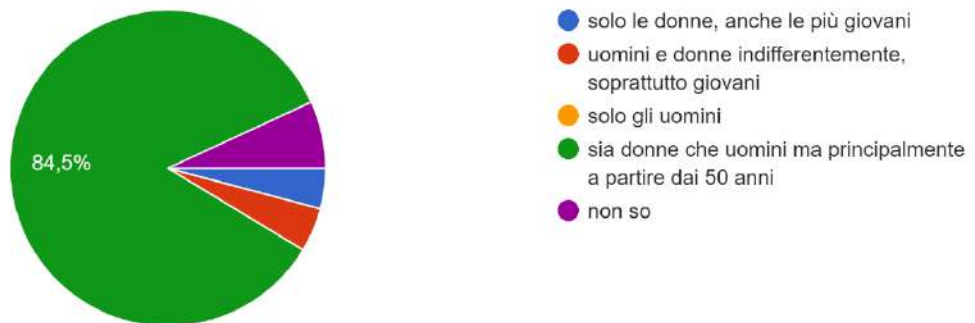 84,5%
solo le donne, anche le più giovani
uomini e donne indifferentemente,
soprattutto giovani
solo gli uomini
sia donne che uomini ma principalmente
a partire dai 50 anni
non so